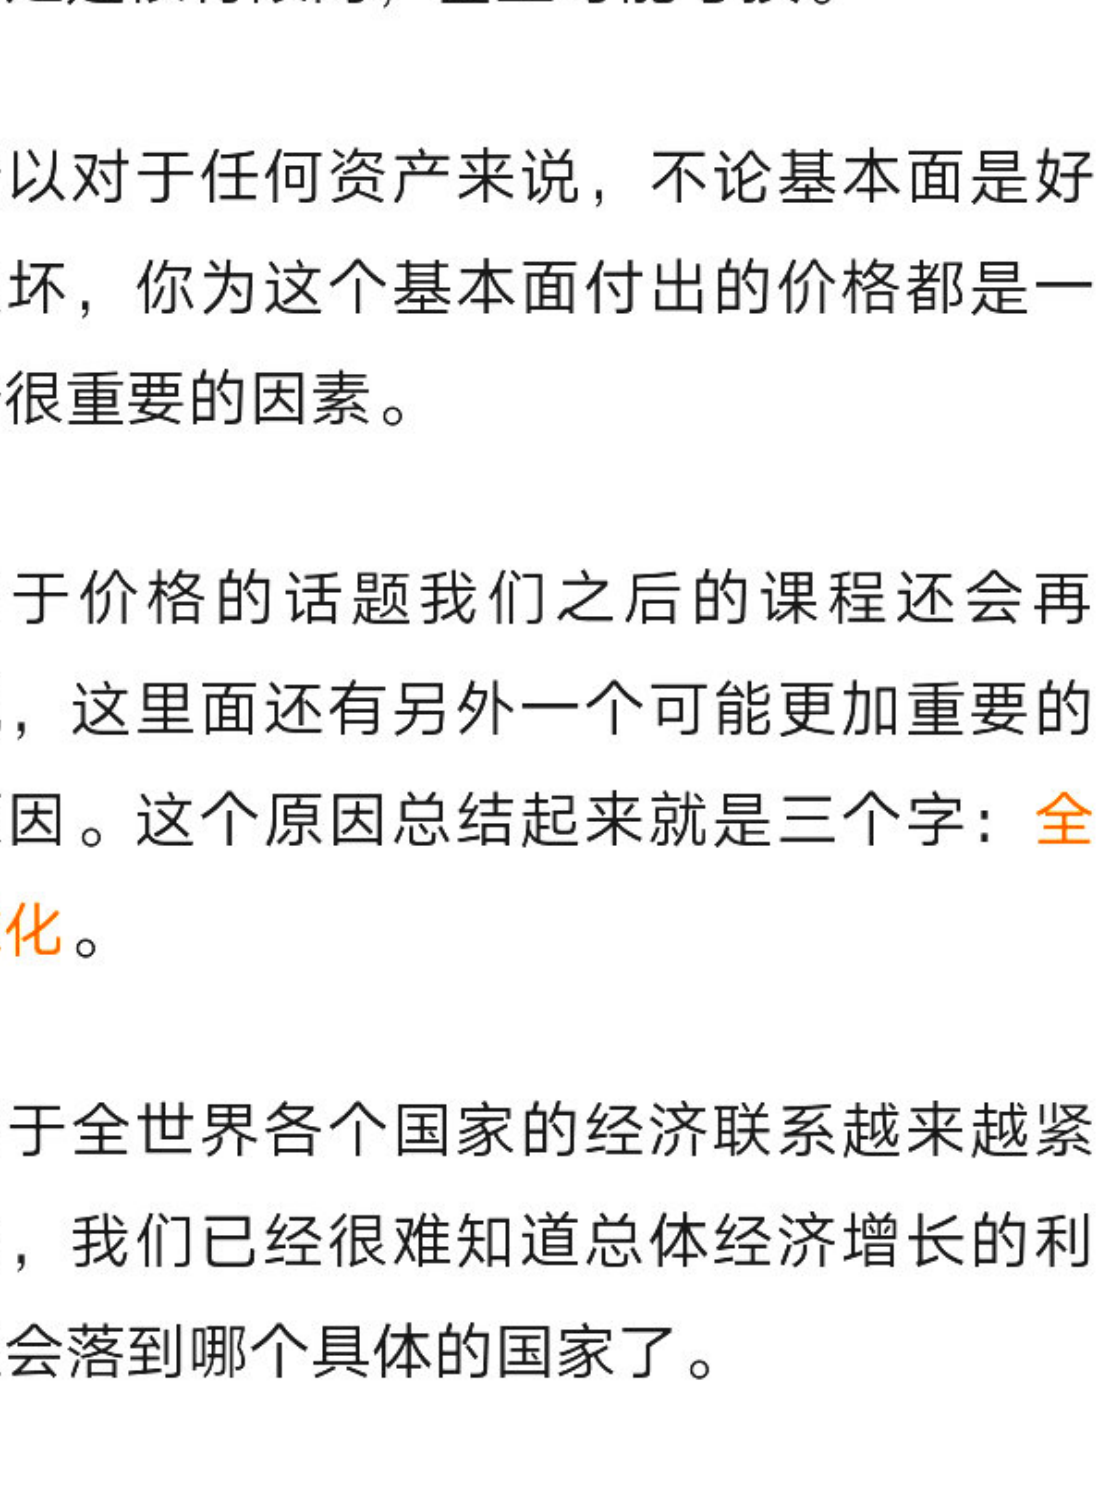 以对于任何资产来说，不论基本面是好
坏，你为这个基本面付出的价格都是一
很重要的因素。
于价格的话题我们之后的课程还会再
，这里面还有另外一个可能更加重要的
因。这个原因总结起来就是三个字：全
化。
于全世界各个国家的经济联系越来越紧
，我们已经很难知道总体经济增长的利
会落到哪个具体的国家了。